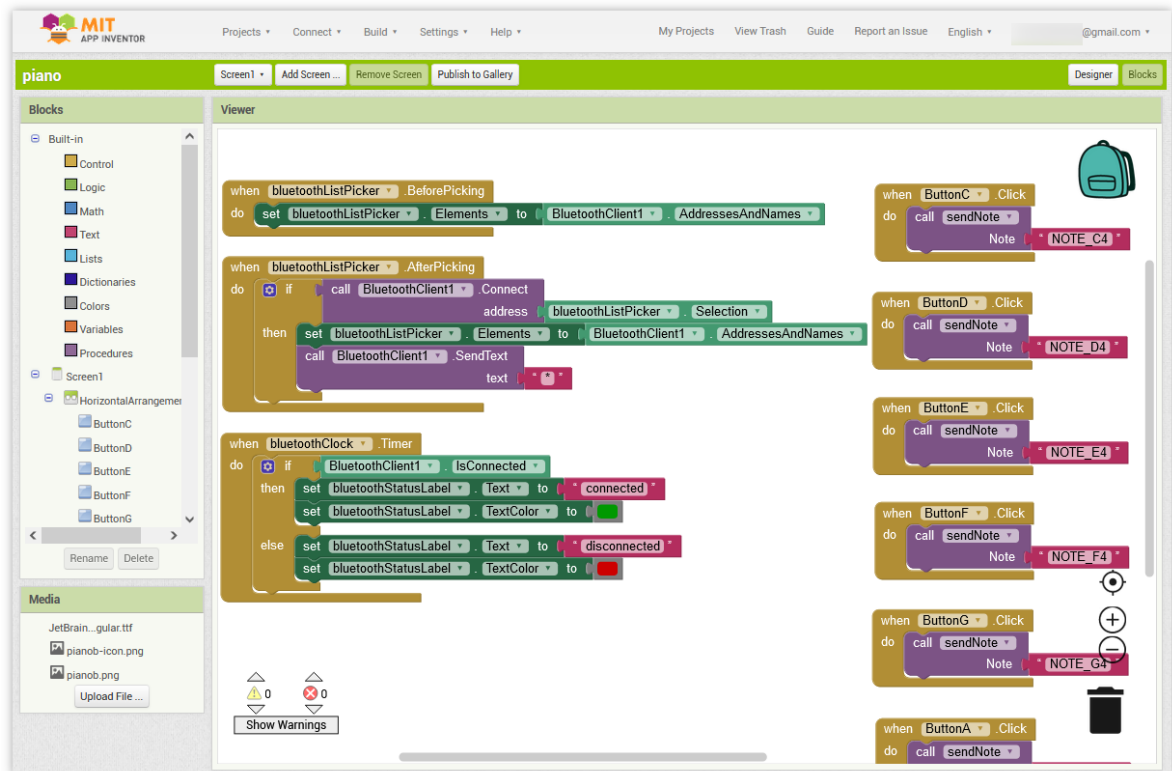 MIT
APP INVENTOR
Projects Connect Build Settings Help My Projects View Trash Guide Report an Issue English @gmail.com
piano
Screen1 Add Screen ... Remove Screen Publish to Gallery Designer Blocks
Blocks
Built-in
Control
Logic
Math
Text
Lists
Dictionaries
Colors
Variables
Procedures
Screen1
HorizontalArrangemen
ButtonC
ButtonD
ButtonE
ButtonF
ButtonG
Rename Delete
Media
JetBrain...gular.ttf
pianob-icon.png
pianob.png
Upload File ...
Viewer
when bluetoothListPicker .BeforePicking
do set bluetoothListPicker . Elements to BluetoothClient1 . AddressesAndNames
when bluetoothListPicker .AfterPicking
do if call BluetoothClient1 .Connect
address bluetoothListPicker . Selection
then set bluetoothListPicker . Elements to BluetoothClient1 . AddressesAndNames
call BluetoothClient1 .SendText
text " * "
when bluetoothClock .Timer
do if BluetoothClient1 . IsConnected
then set bluetoothStatusLabel . Text to " connected "
set bluetoothStatusLabel . TextColor to
else set bluetoothStatusLabel . Text to " disconnected "
set bluetoothStatusLabel . TextColor to
when ButtonC .Click
do call sendNote
Note " NOTE_C4 "
when ButtonD .Click
do call sendNote
Note " NOTE_D4 "
when ButtonE .Click
do call sendNote
Note " NOTE_E4 "
when ButtonF .Click
do call sendNote
Note " NOTE_F4 "
when ButtonG .Click
do call sendNote
Note " NOTE_G4 "
when ButtonA .Click
do call sendNote
0 0
Show Warnings